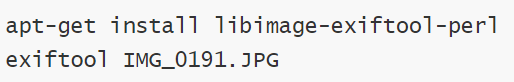 apt-get install libimage-exiftool-perl
exiftool IMG_0191.JPG